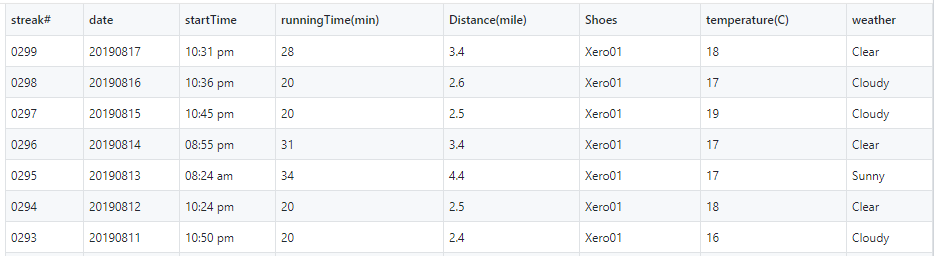 streak# date startTime runningTime(min) Distance(mile) Shoes temperature(C) weather
0299 20190817 10:31 pm 28 3.4 Xero01 18 Clear
0298 20190816 10:36 pm 20 2.6 Xero01 17 Cloudy
0297 20190815 10:45 pm 20 2.5 Xero01 19 Cloudy
0296 20190814 08:55 pm 31 3.4 Xero01 17 Clear
0295 20190813 08:24 am 34 4.4 Xero01 17 Sunny
0294 20190812 10:24 pm 20 2.5 Xero01 18 Clear
0293 20190811 10:50 pm 20 2.4 Xero01 16 Cloudy